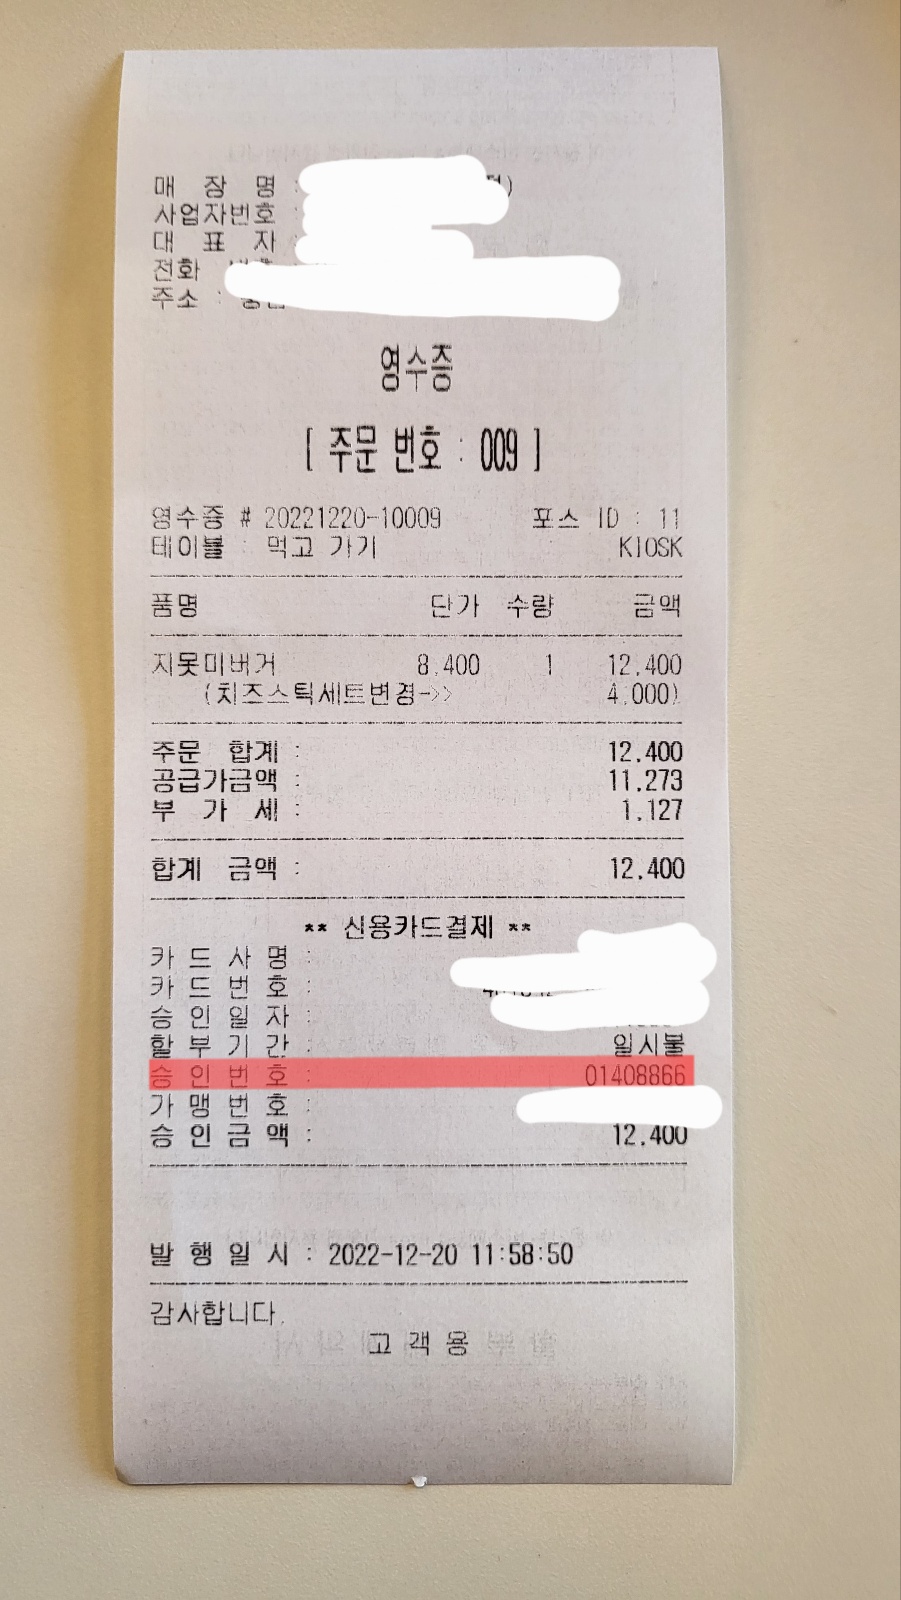 매 장 명 :
사업자번호 :
대 표 자
전화
주소 :
영수증
[ 주문 번호 : 009 ]
영수증 # 20221220-10009 포스 ID : 11
테이블 : 먹고 가기 KIOSK
품명 단가 수량 금액
지못미버거 8,400 1 12,400
(치즈스틱세트변경->> 4,000)
주문 합계 : 12,400
공급가금액 : 11,273
부 가 세 : 1,127
합계 금액 : 12,400
** 신용카드결제 **
카 드 사 명 :
카 드 번 호 :
승 인 일 자 :
할 부 기 간 : 일시불
승 인 번 호 : 01408866
가 맹 번 호 :
승 인 금 액 : 12,400
발 행 일 시 : 2022-12-20 11:58:50
감사합니다.
고 객 용